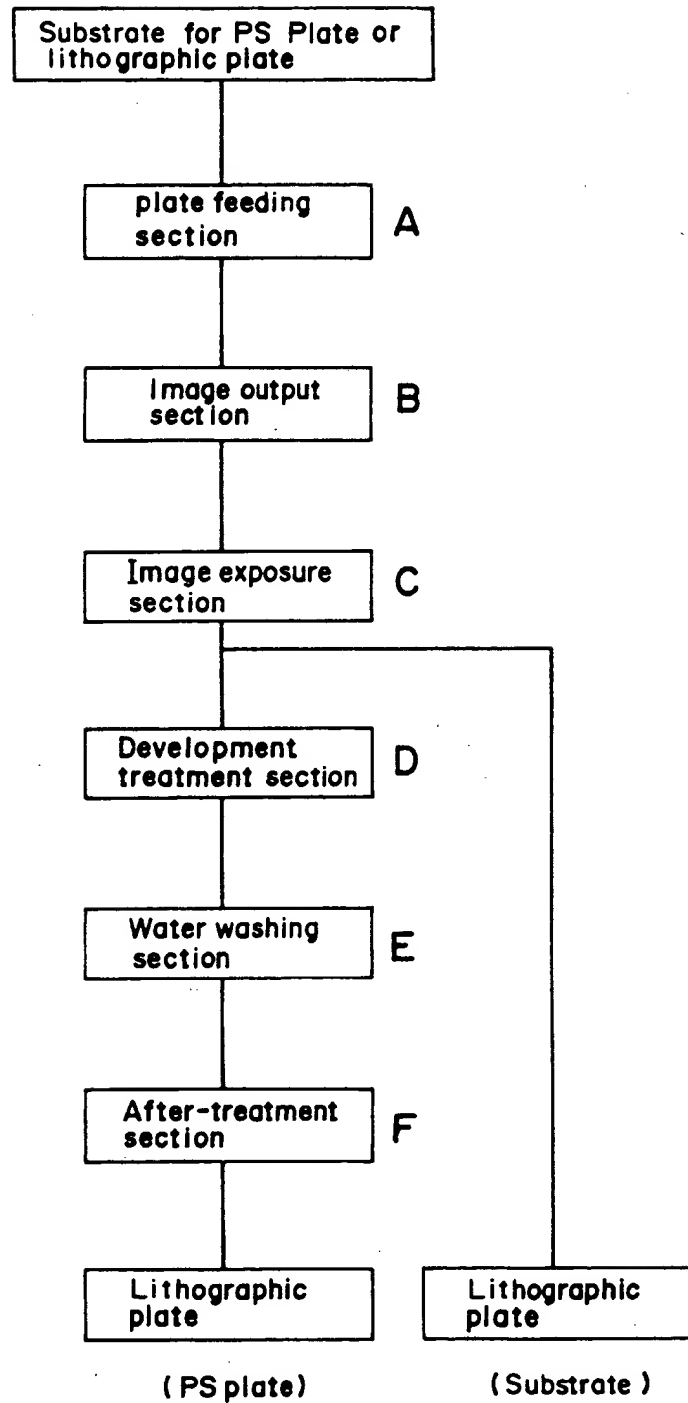 Substrate for PS Plate or
lithographic plate
plate feeding
section
A
Image output
section
B
Image exposure
section
C
Development
treatment section
D
Water washing
section
E
After-treatment
section
F
Lithographic
plate
Lithographic
plate
(PS plate)
(Substrate)